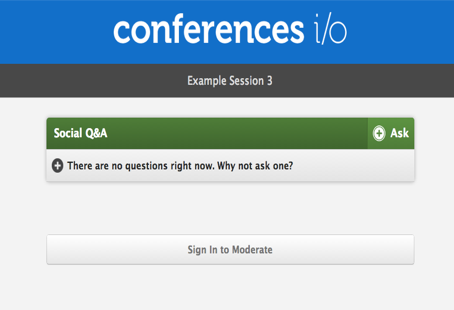 conferences i/o
Example Session 3
Social Q&A
Ask
There are no questions right now. Why not ask one?
Sign In to Moderate